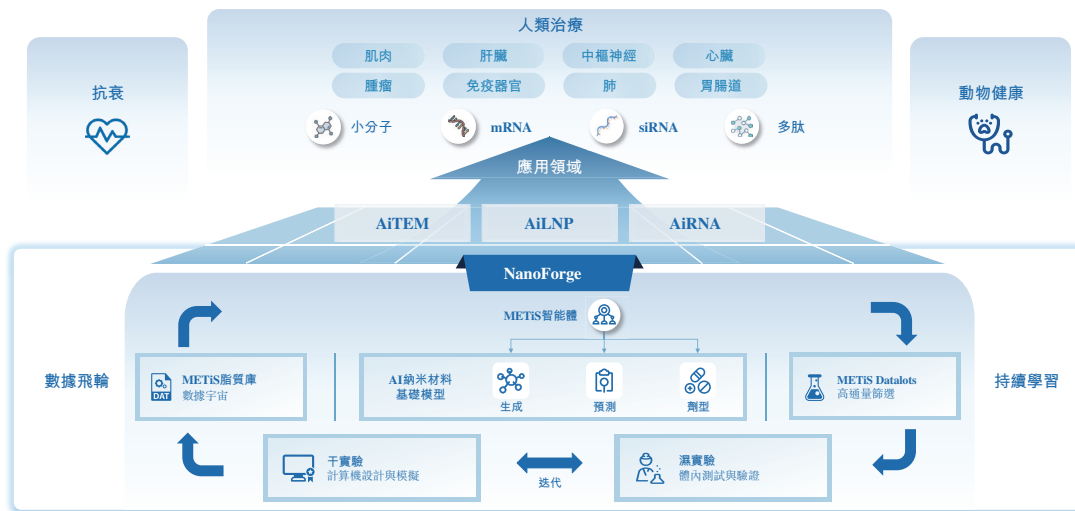 人類治療
肌肉
肝臟
中樞神經
心臟
腫瘤
免疫器官
肺
胃腸道
小分子
mRNA
siRNA
多肽
抗衰
動物健康
應用領域
AiTEM
AiLNP
AiRNA
NanoForge
METiS智能體
數據飛輪
METiS脂質庫
數據宇宙
DAT
AI納米材料
基礎模型
生成
預測
劑型
METiS Datalots
高通量篩選
持續學習
干實驗
計算機設計與模擬
迭代
濕實驗
體內測試與驗證